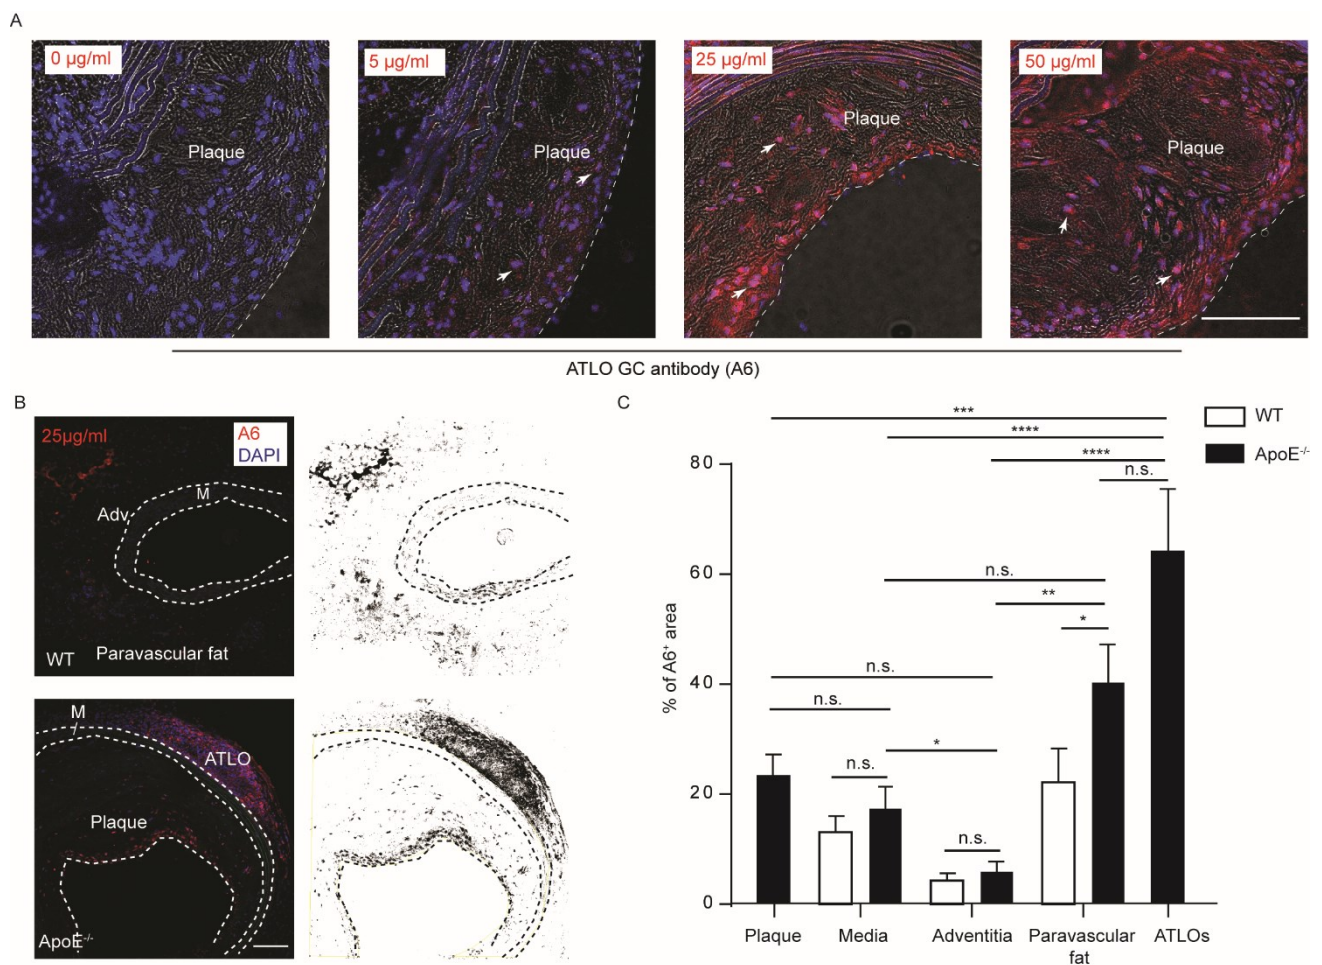 A
0 µg/ml
5 µg/ml
25 µg/ml
50 µg/ml
Plaque
Plaque
Plaque
Plaque
ATLO GC antibody (A6)
B
25µg/ml
A6
DAPI
M
Adv
WT
Paravascular fat
M
ATLO
Plaque
ApoE-/-
C
WT
ApoE-/-
***
****
****
n.s.
n.s.
**
*
n.s.
n.s.
*
n.s.
n.s.
% of A6+ area
80
60
40
20
0
Plaque
Media
Adventitia
Paravascular
fat
ATLOs